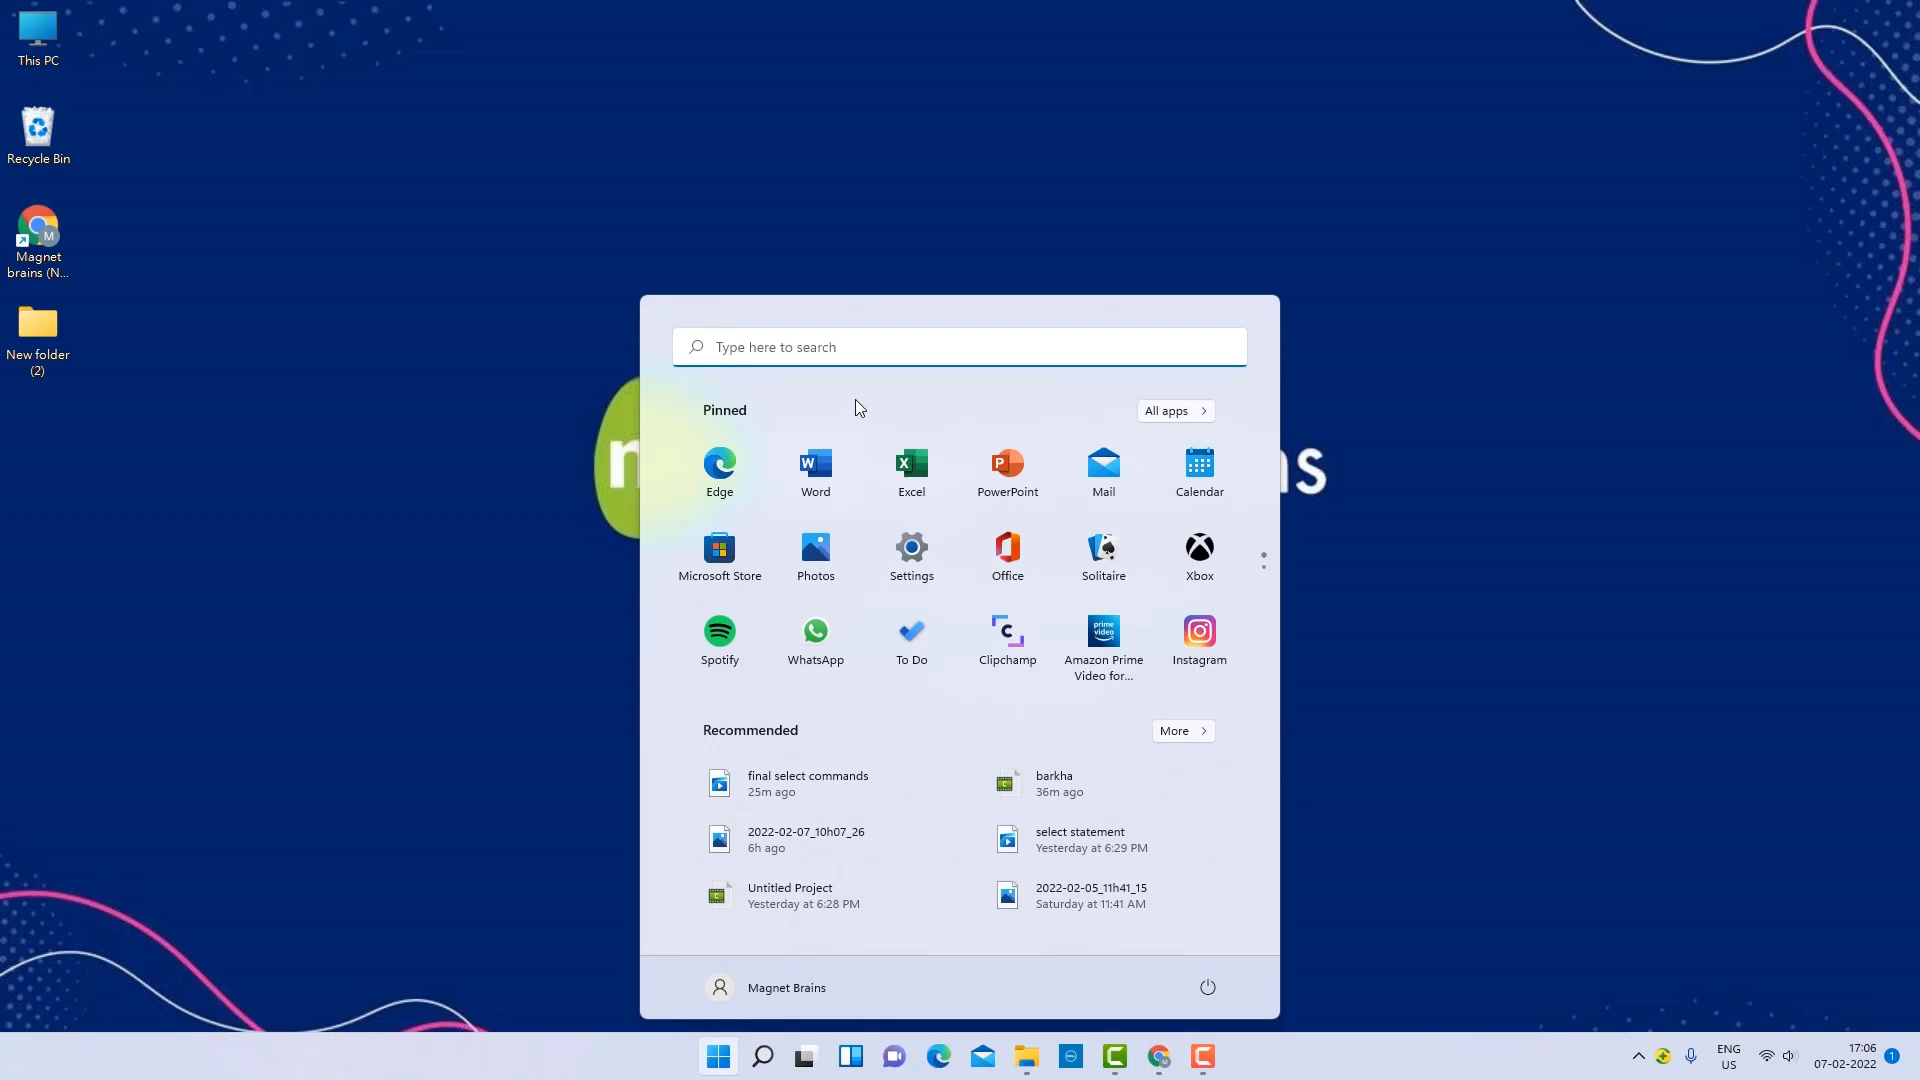 This PC
Recycle Bin
Magnet
brains (N...
New folder
(2)
Type here to search
Pinned
All apps
Edge
Word
Excel
PowerPoint
Mail
Calendar
Microsoft Store
Photos
Settings
Office
Solitaire
Xbox
Spotify
WhatsApp
To Do
Clipchamp
prime
video
Amazon Prime
Video for...
Instagram
Recommended
More
final select commands
25m ago
barkha
36m ago
2022-02-07_10h07_26
6h ago
select statement
Yesterday at 6:29 PM
Untitled Project
Yesterday at 6:28 PM
2022-02-05_11h41_15
Saturday at 11:41 AM
Magnet Brains
ENG
US
17:06
07-02-2022
1